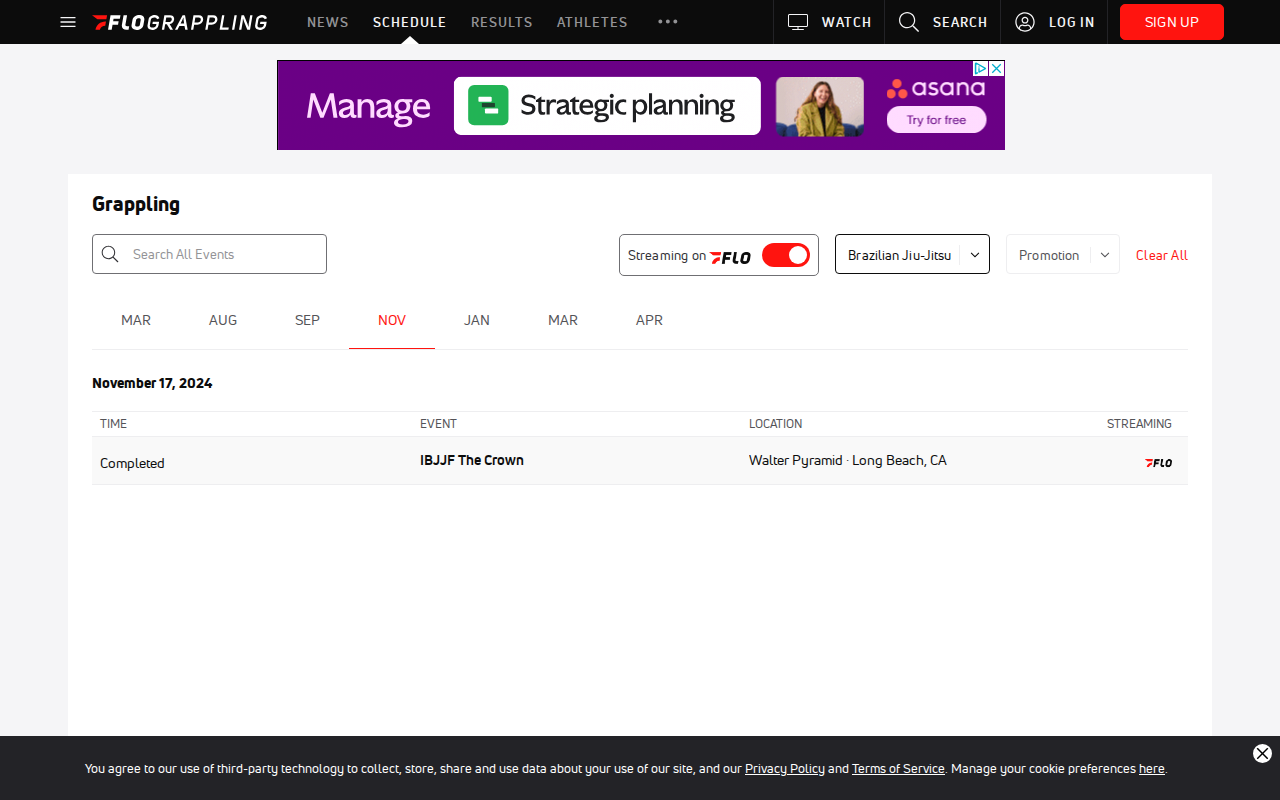 FLOGRAPPLING NEWS SCHEDULE RESULTS ATHLETES WATCH SEARCH LOG IN SIGN UP
Manage Strategic planning asana
Try for free
Grappling
Search All Events Streaming on FLO Brazilian Jiu-Jitsu Promotion Clear All
MAR AUG SEP NOV JAN MAR APR
November 17, 2024
TIME EVENT LOCATION STREAMING
Completed IBJJF The Crown Walter Pyramid · Long Beach, CA FLO
You agree to our use of third-party technology to collect, store, share and use data about your use of our site, and our Privacy Policy and Terms of Service. Manage your cookie preferences here.